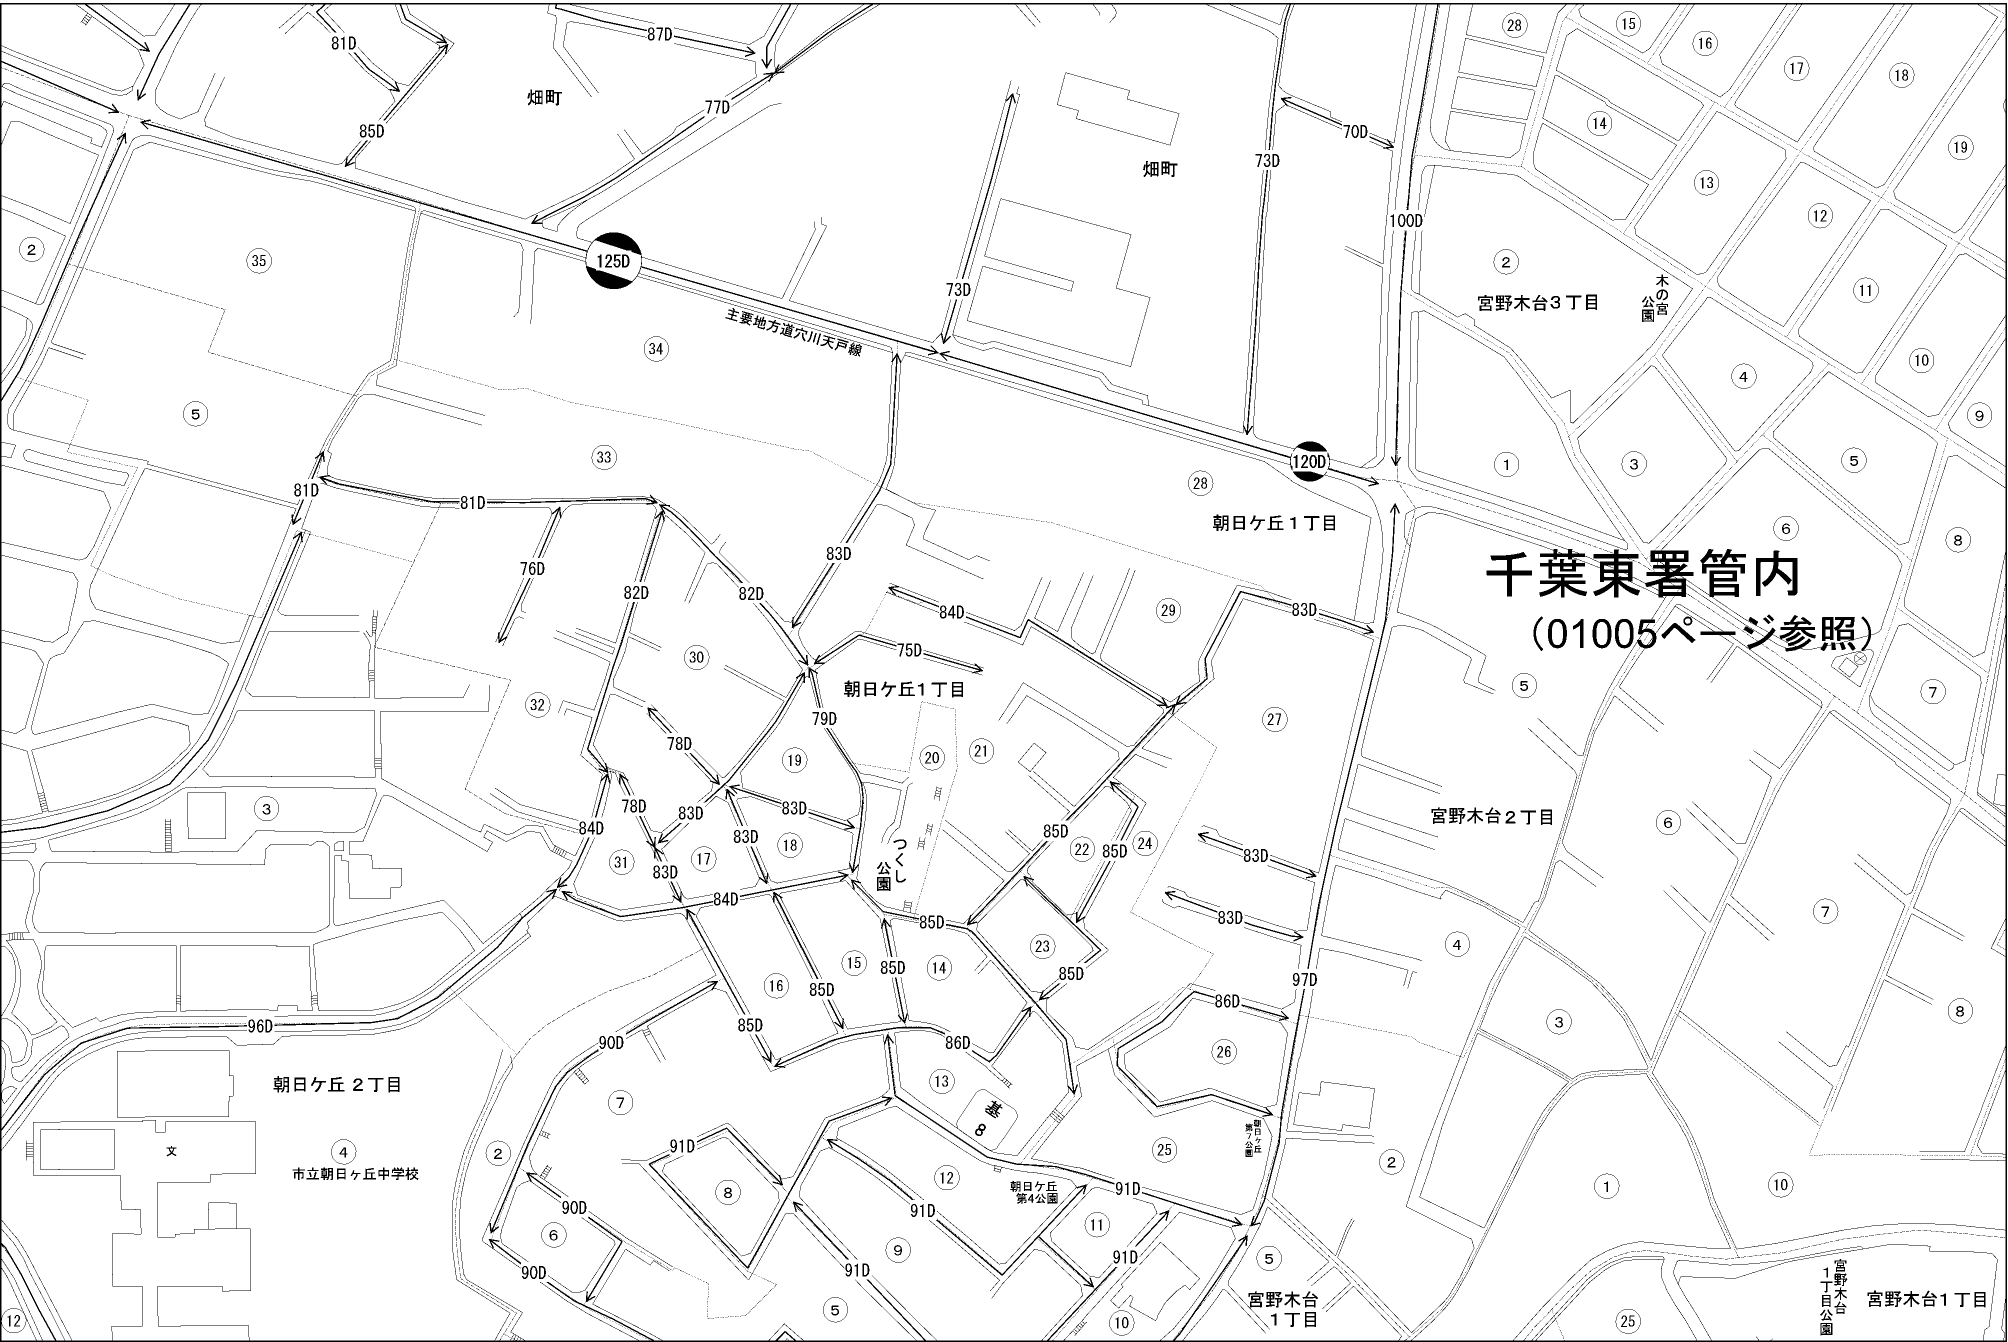 81D
87D
28
15
16
17
18
畑町
77D
85D
14
19
70D
73D
畑町
13
12
100D
2
35
125D
2
木の宮
公園
11
73D
宮野木台3丁目
主要地方道穴川天戸線
34
10
4
5
9
33
120D
1
3
5
81D
81D
28
朝日ケ丘1丁目
6
8
83D
76D
千葉東署管内
(01005ページ参照)
82D
82D
84D
29
83D
75D
30
朝日ケ丘1丁目
5
7
32
79D
27
78D
19
20
21
78D
83D
83D
3
宮野木台2丁目
6
84D
83D
18
つくし
公園
85D
22
85D
24
83D
31
17
83D
84D
83D
7
85D
4
23
15
14
85D
85D
97D
16
85D
86D
8
96D
85D
3
90D
86D
26
朝日ケ丘2丁目
13
7
基
8
文
4
市立朝日ヶ丘中学校
2
91D
朝日ケ丘
第7公園
25
2
8
12
朝日ケ丘
第4公園
91D
1
10
90D
91D
11
6
9
91D
5
90D
91D
宮野木台
1丁目公園
宮野木台
1丁目
宮野木台1丁目
5
10
12
25